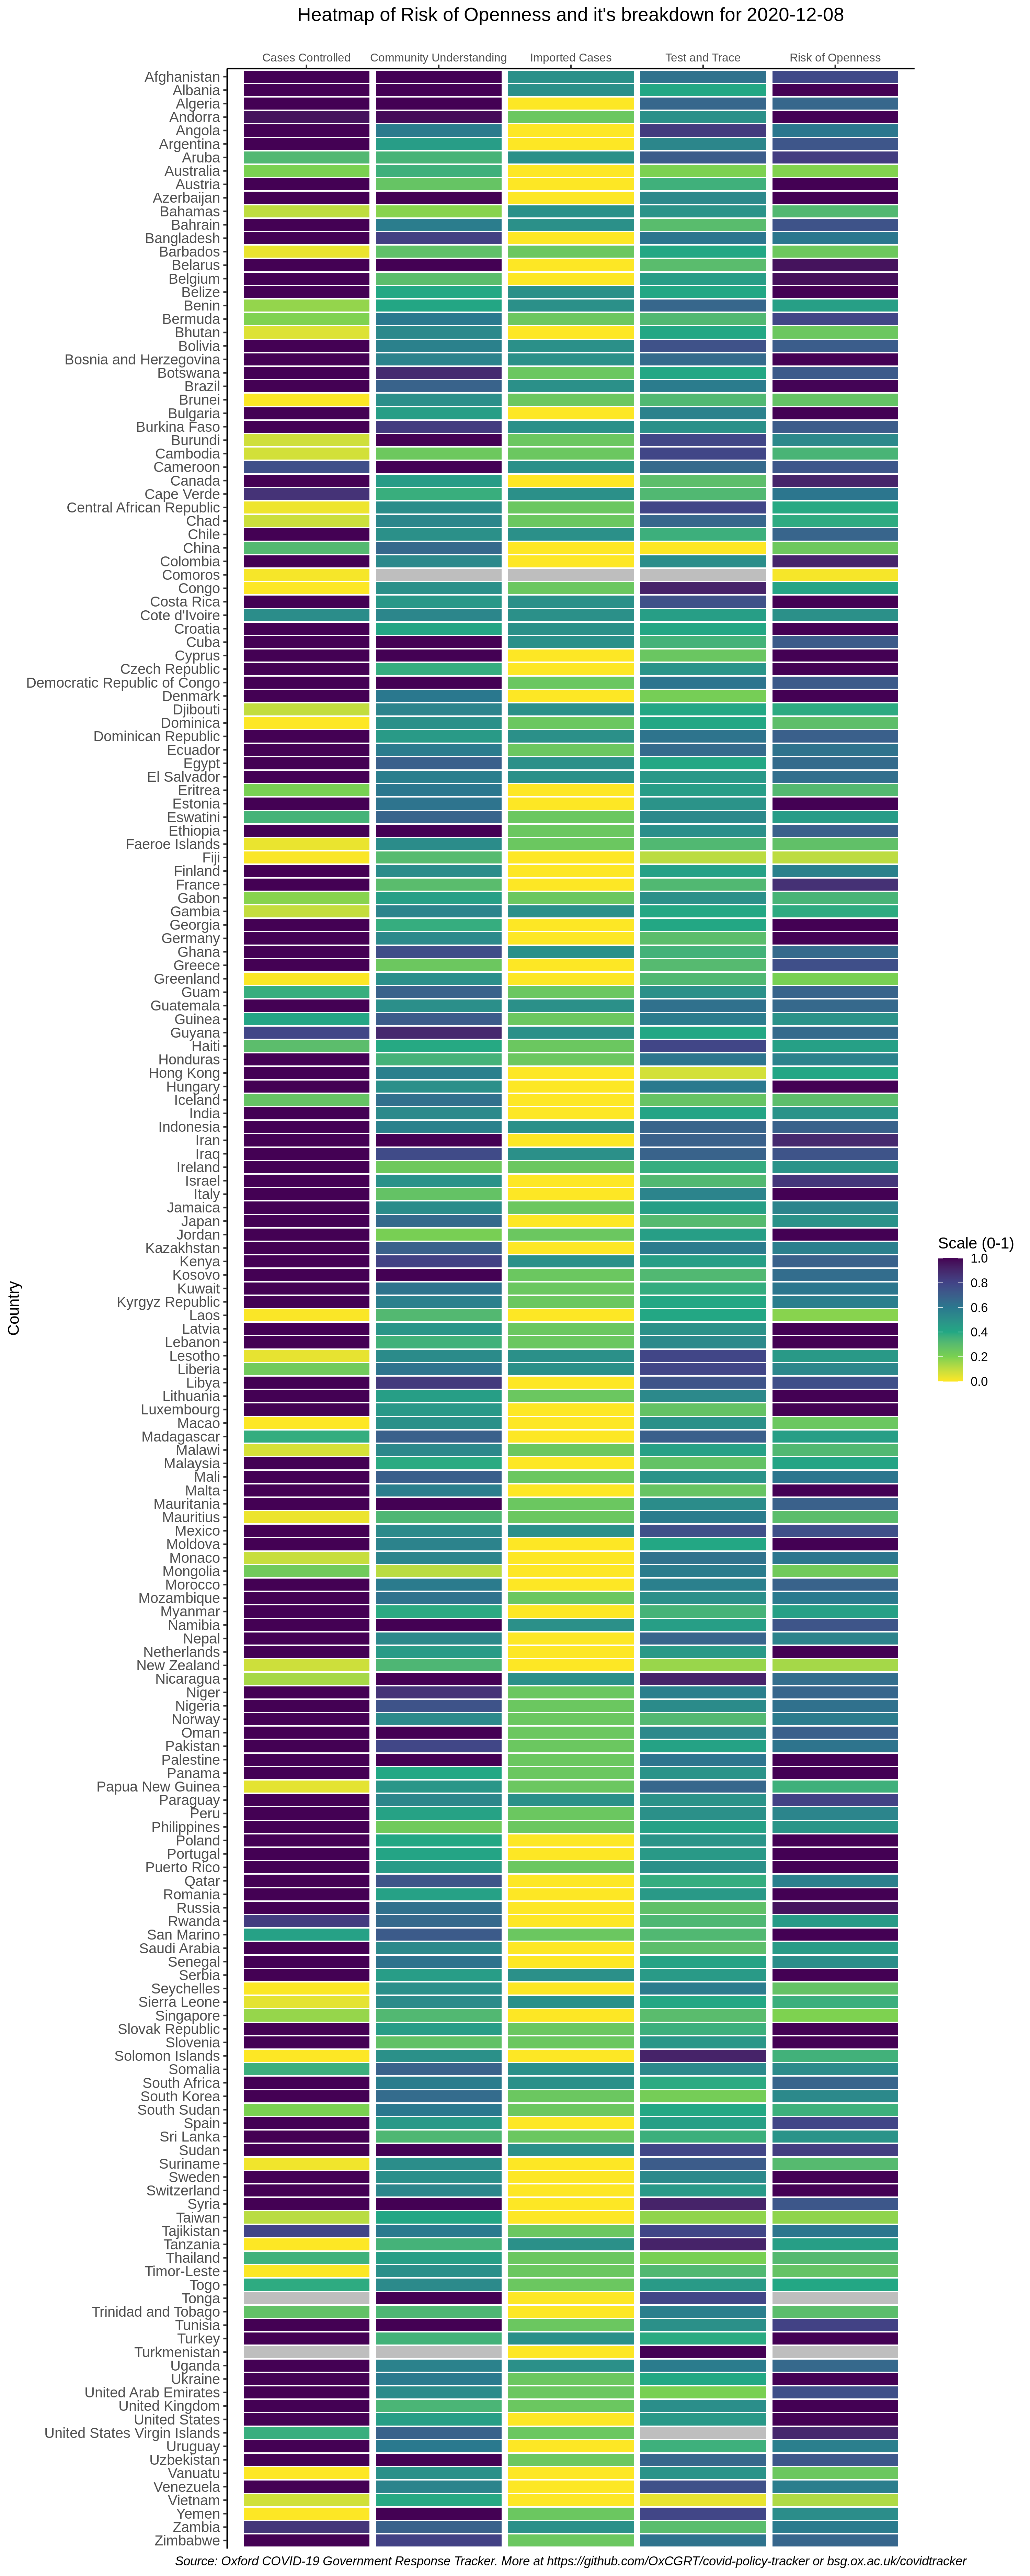 Heatmap of Risk of Openness and it's breakdown for 2020-12-08
Cases Controlled Community Understanding Imported Cases Test and Trace Risk of Openness
Afghanistan
Albania
Algeria
Andorra
Angola
Argentina
Aruba
Australia
Austria
Azerbaijan
Bahamas
Bahrain
Bangladesh
Barbados
Belarus
Belgium
Belize
Benin
Bermuda
Bhutan
Bolivia
Bosnia and Herzegovina
Botswana
Brazil
Brunei
Bulgaria
Burkina Faso
Burundi
Cambodia
Cameroon
Canada
Cape Verde
Central African Republic
Chad
Chile
China
Colombia
Comoros
Congo
Costa Rica
Cote d'Ivoire
Croatia
Cuba
Cyprus
Czech Republic
Democratic Republic of Congo
Denmark
Djibouti
Dominica
Dominican Republic
Ecuador
Egypt
El Salvador
Eritrea
Estonia
Eswatini
Ethiopia
Faeroe Islands
Fiji
Finland
France
Gabon
Gambia
Georgia
Germany
Ghana
Greece
Greenland
Guam
Guatemala
Guinea
Guyana
Haiti
Honduras
Hong Kong
Hungary
Iceland
India
Indonesia
Iran
Iraq
Ireland
Israel
Italy
Jamaica
Japan
Jordan
Kazakhstan
Kenya
Kosovo
Kuwait
Kyrgyz Republic
Laos
Latvia
Lebanon
Lesotho
Liberia
Libya
Lithuania
Luxembourg
Macao
Madagascar
Malawi
Malaysia
Mali
Malta
Mauritania
Mauritius
Mexico
Moldova
Monaco
Mongolia
Morocco
Mozambique
Myanmar
Namibia
Nepal
Netherlands
New Zealand
Nicaragua
Niger
Nigeria
Norway
Oman
Pakistan
Palestine
Panama
Papua New Guinea
Paraguay
Peru
Philippines
Poland
Portugal
Puerto Rico
Qatar
Romania
Russia
Rwanda
San Marino
Saudi Arabia
Senegal
Serbia
Seychelles
Sierra Leone
Singapore
Slovak Republic
Slovenia
Solomon Islands
Somalia
South Africa
South Korea
South Sudan
Spain
Sri Lanka
Sudan
Suriname
Sweden
Switzerland
Syria
Taiwan
Tajikistan
Tanzania
Thailand
Timor-Leste
Togo
Tonga
Trinidad and Tobago
Tunisia
Turkey
Turkmenistan
Uganda
Ukraine
United Arab Emirates
United Kingdom
United States
United States Virgin Islands
Uruguay
Uzbekistan
Vanuatu
Venezuela
Vietnam
Yemen
Zambia
Zimbabwe
Country
Scale (0-1)
1.0
0.8
0.6
0.4
0.2
0.0
Source: Oxford COVID-19 Government Response Tracker. More at https://github.com/OxCGRT/covid-policy-tracker or bsg.ox.ac.uk/covidtracker